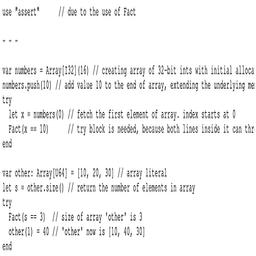 use "assert"     // due to the use of Fact
...
var numbers = Array[I32](16) // creating array of 32-bit ints with initial alloca
numbers.push(10) // add value 10 to the end of array, extending the underlying me
try
  let x = numbers(0) // fetch the first element of array. index starts at 0
  Fact(x == 10)      // try block is needed, because both lines inside it can thr
end
var other: Array[U64] = [10, 20, 30] // array literal
let s = other.size() // return the number of elements in array
try
  Fact(s == 3)  // size of array 'other' is 3
  other(1) = 40 // 'other' now is [10, 40, 30]
end